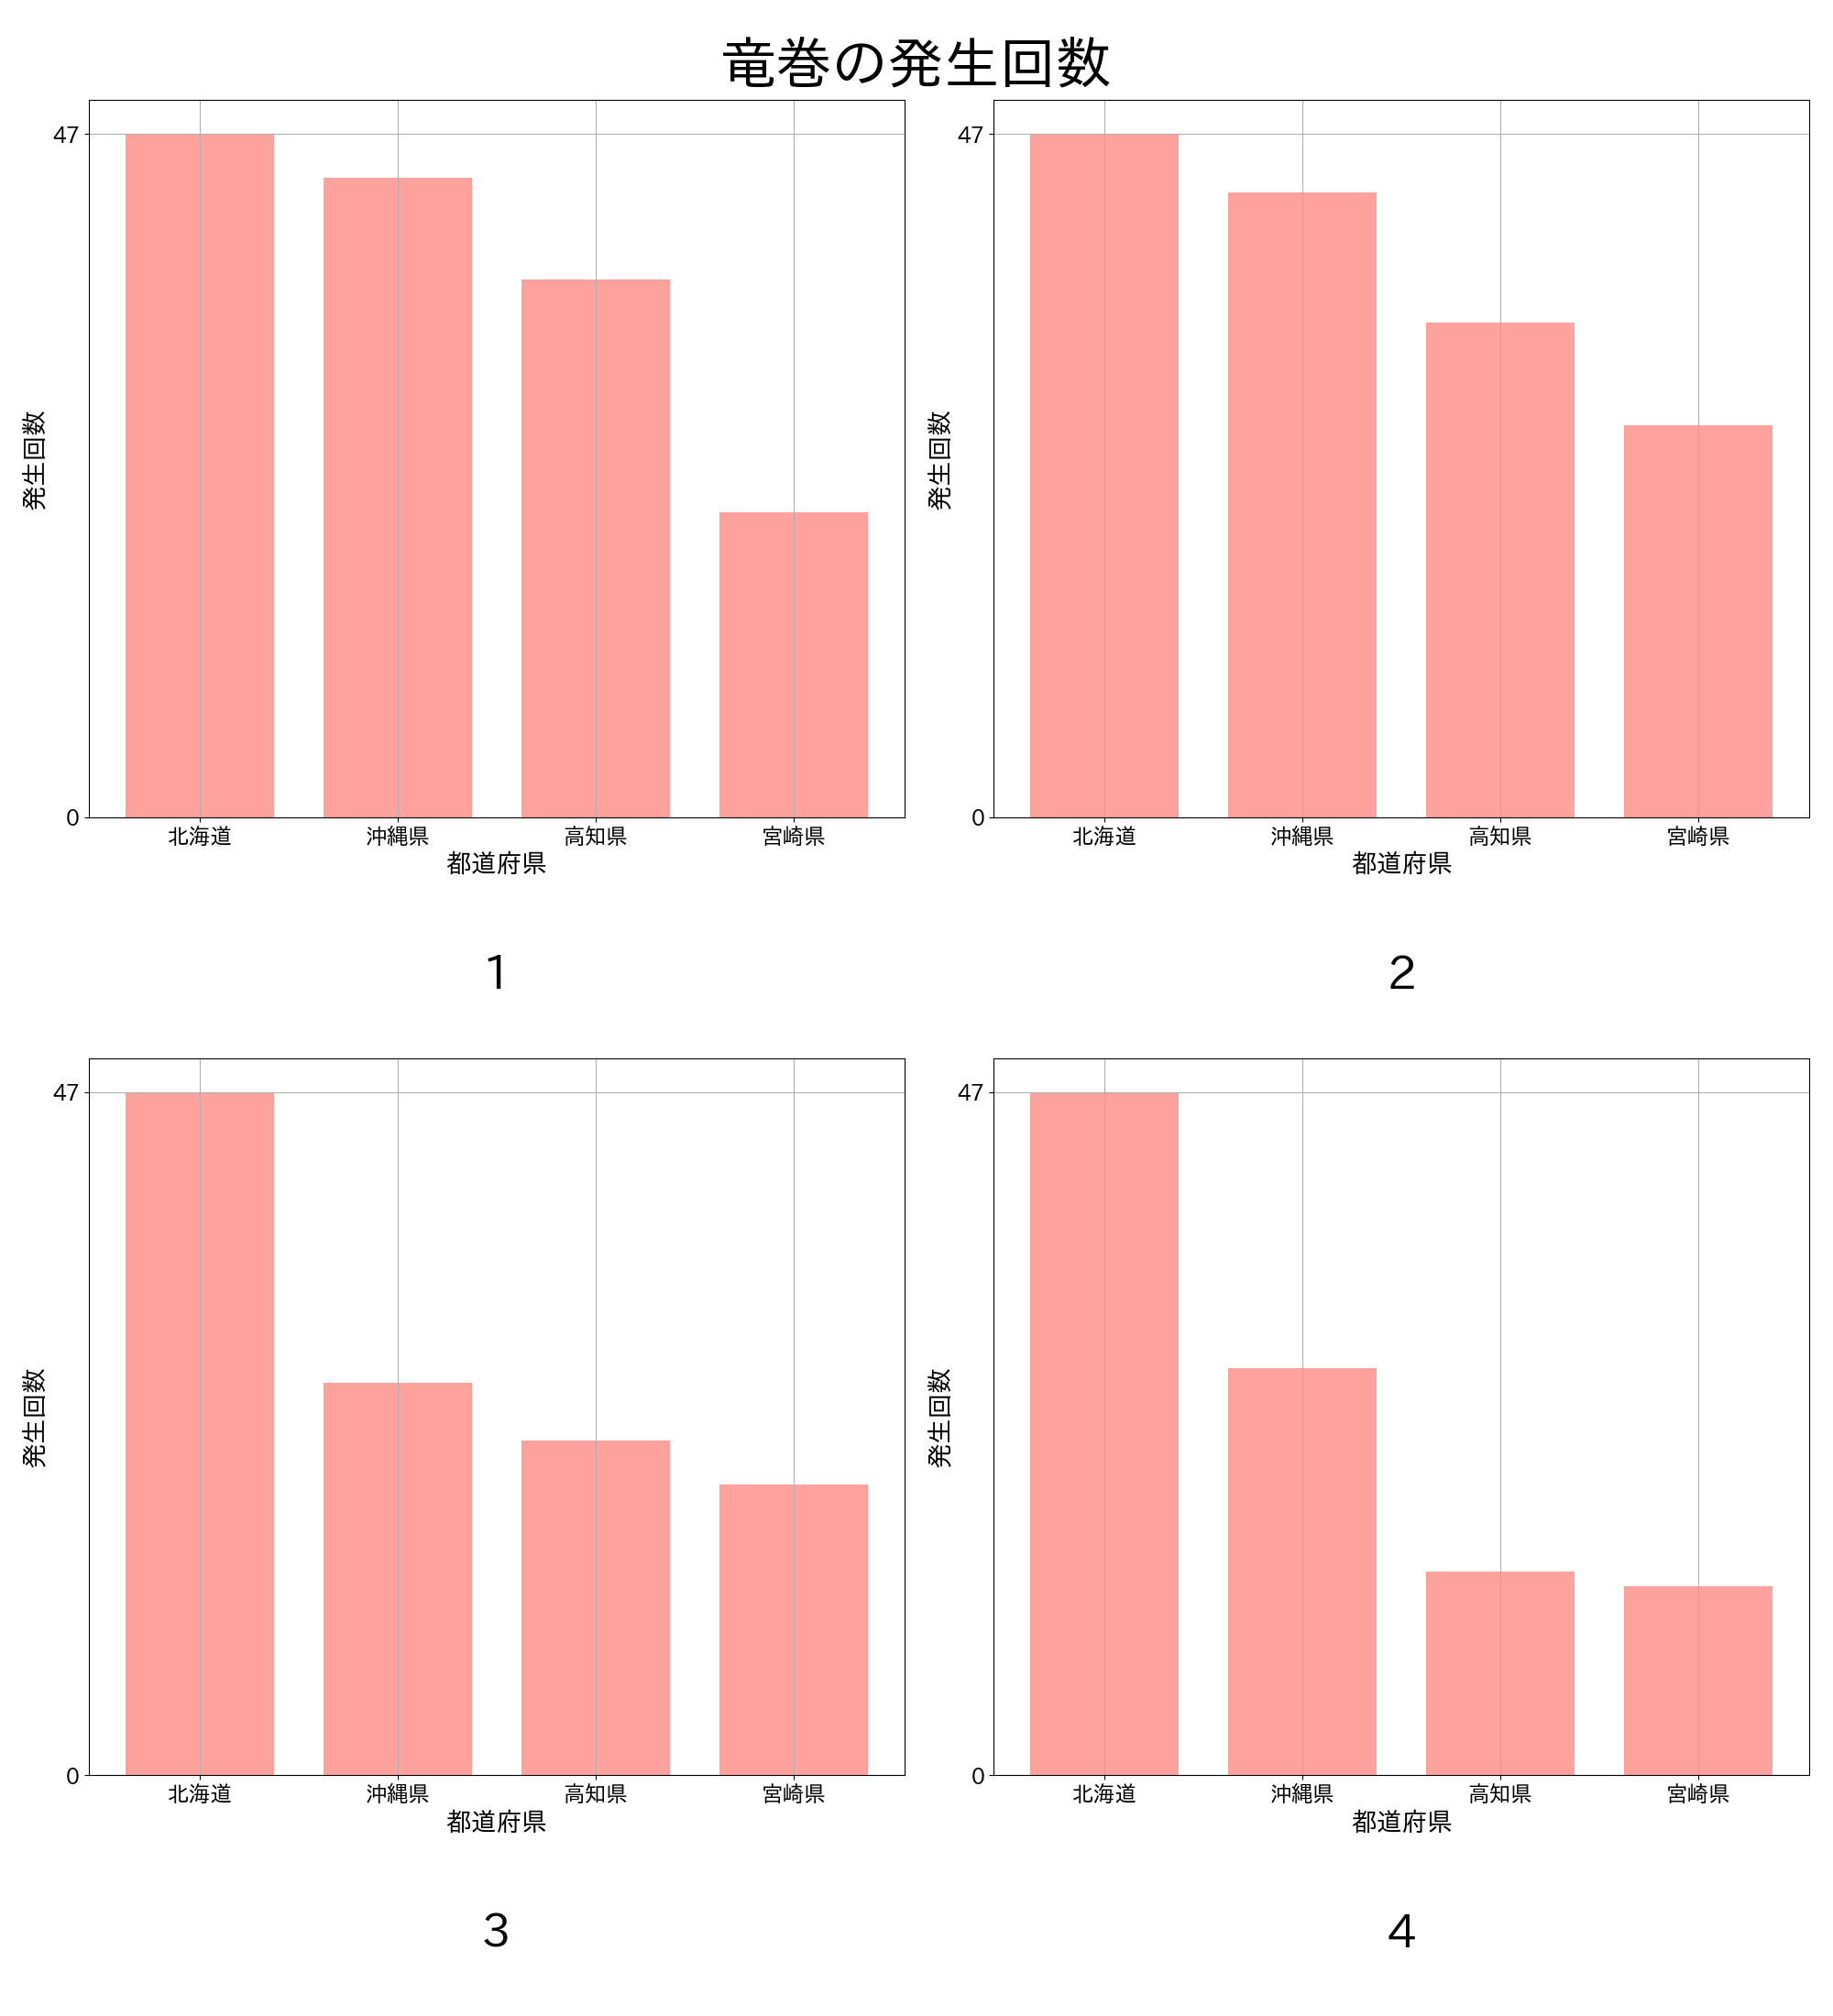 竜巻の発生回数
47
0
発生回数
北海道 沖縄県 高知県 宮崎県
都道府県
1
47
0
発生回数
北海道 沖縄県 高知県 宮崎県
都道府県
2
47
0
発生回数
北海道 沖縄県 高知県 宮崎県
都道府県
3
47
0
発生回数
北海道 沖縄県 高知県 宮崎県
都道府県
4